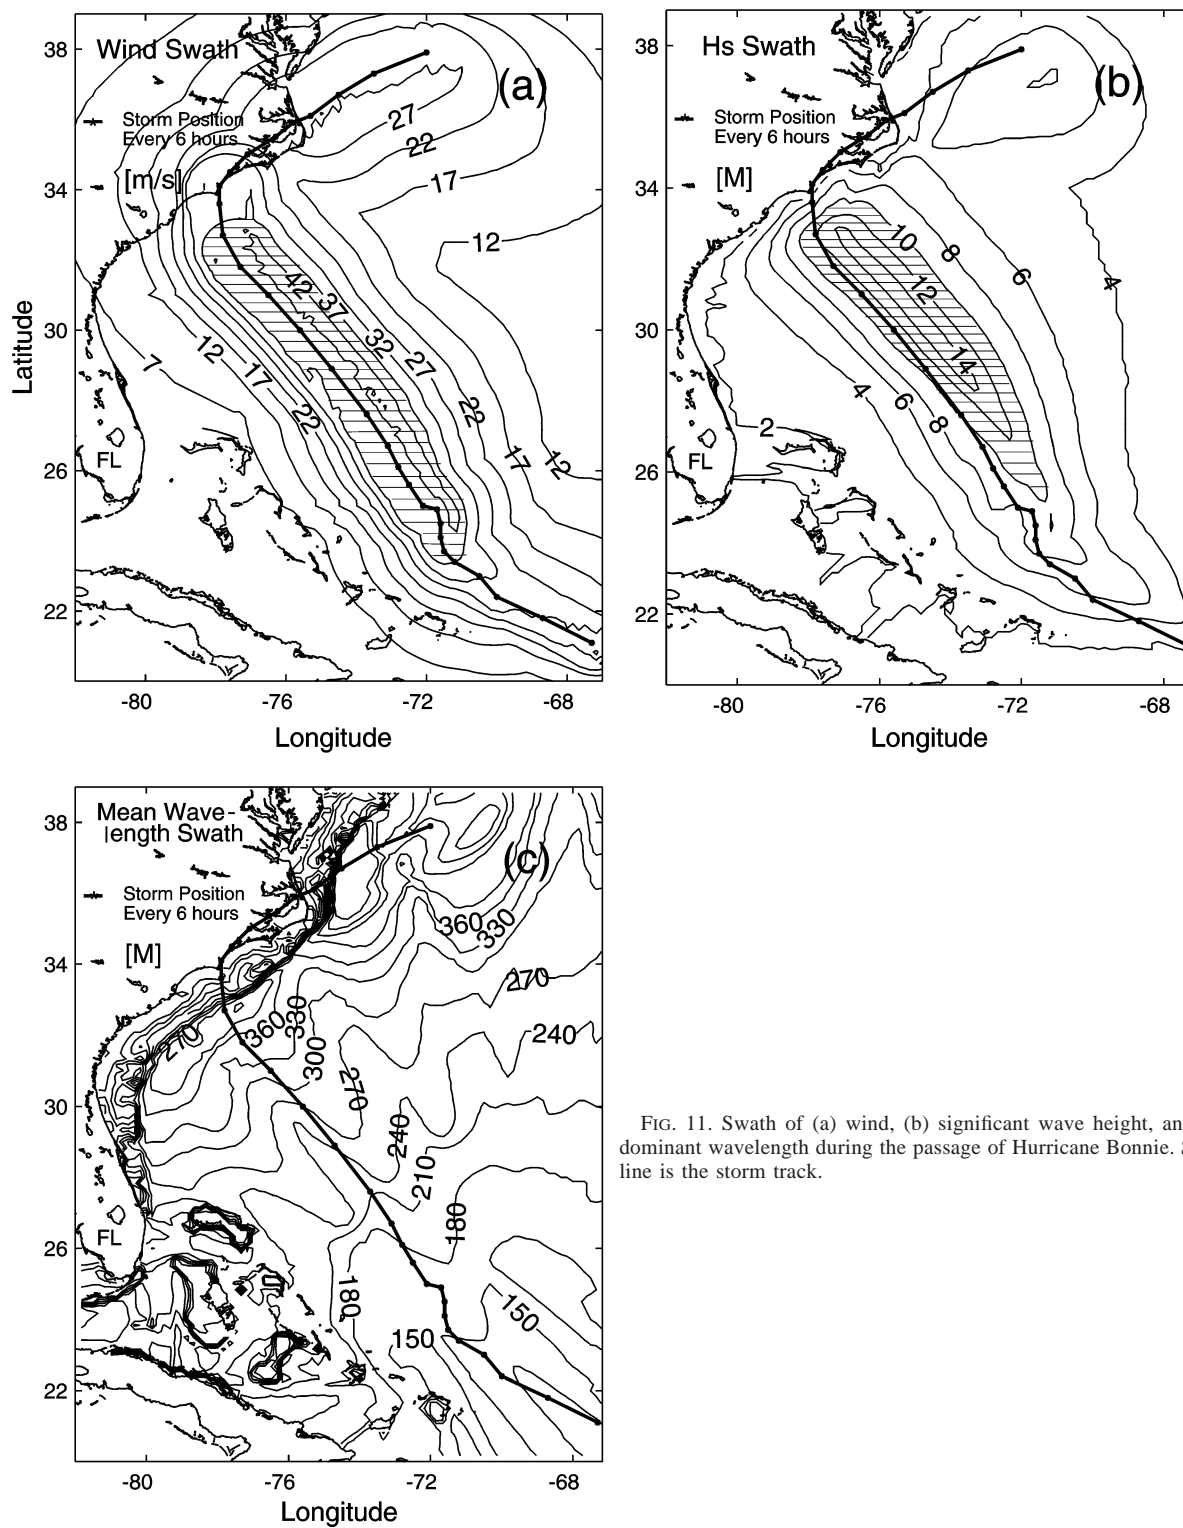 Wind Swath
(a)
Storm Position
Every 6 hours
[m/s]
27
22
17
12
42
37
32
27
22
17
12
7
12
17
22
FL
38
34
30
26
22
Latitude
-80
-76
-72
-68
Longitude
Hs Swath
(b)
Storm Position
Every 6 hours
[M]
10
8
6
4
12
14
4
6
8
2
FL
38
34
30
26
22
-80
-76
-72
-68
Longitude
Mean Wave-
length Swath
(c)
Storm Position
Every 6 hours
[M]
360
330
270
240
270
360
330
300
270
240
210
180
180
150
150
FL
38
34
30
26
22
-80
-76
-72
-68
Longitude
FIG. 11. Swath of (a) wind, (b) significant wave height, an
dominant wavelength during the passage of Hurricane Bonnie.
line is the storm track.